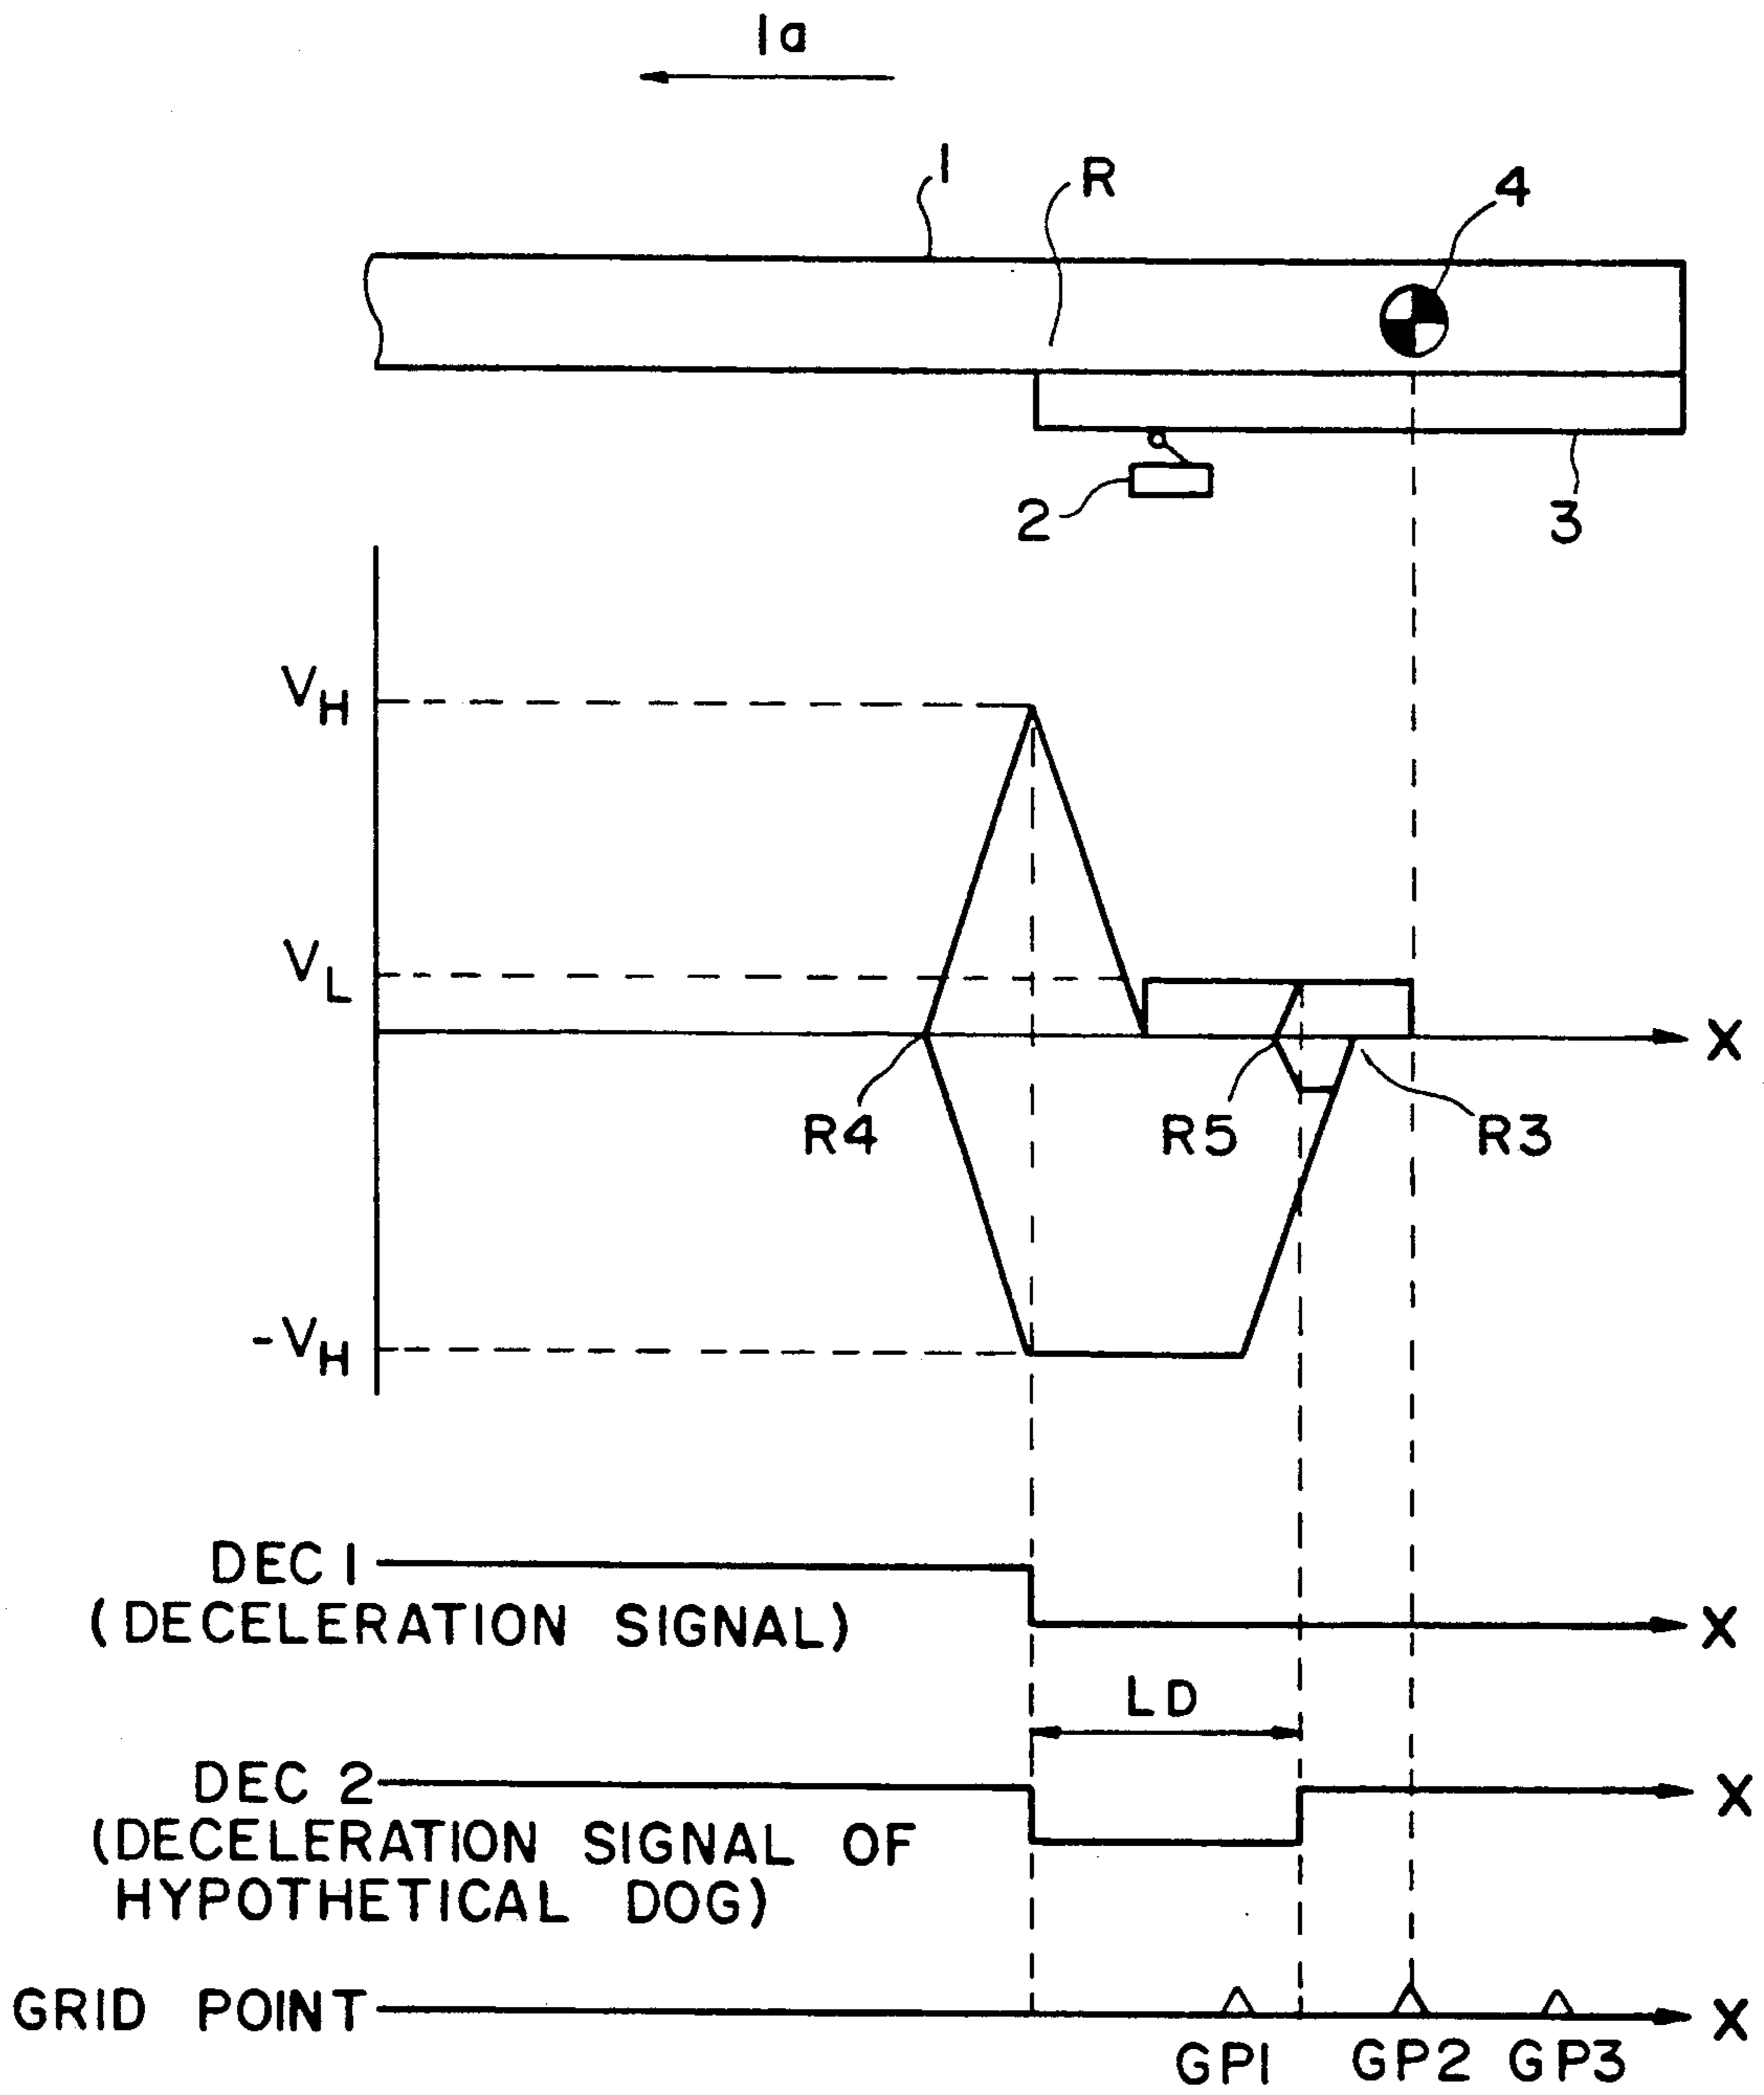 1a
1
R
4
2
3
VH
VL
X
R4
R5
R3
-VH
DEC 1
(DECELERATION SIGNAL)
X
LD
DEC 2
X
(DECELERATION SIGNAL OF
HYPOTHETICAL DOG)
GRID POINT
X
GP1
GP2
GP3